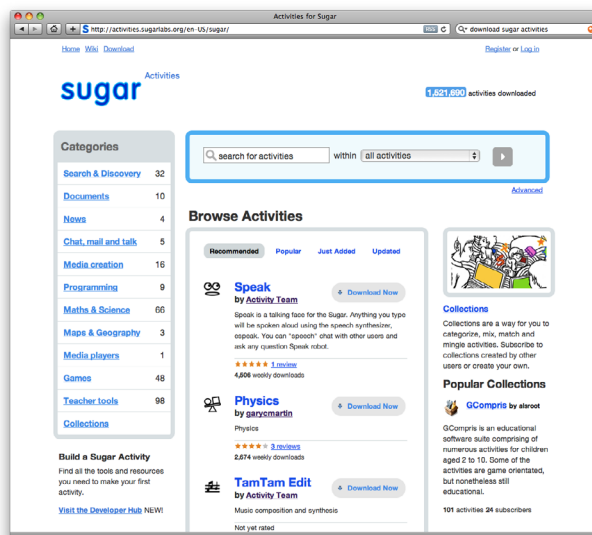 Activities for Sugar
http://activities.sugarlabs.org/en-US/sugar/
RSS
download sugar activities
Home Wiki Download
Register or Log in
sugar Activities
1,521,690 activities downloaded
Categories
Search & Discovery 32
Documents 10
News 4
Chat, mail and talk 5
Media creation 16
Programming 9
Maths & Science 66
Maps & Geography 3
Media players 1
Games 48
Teacher tools 98
Collections
Build a Sugar Activity
Find all the tools and resources
you need to make your first
activity.
Visit the Developer Hub NEW!
search for activities within all activities
Advanced
Browse Activities
Recommended Popular Just Added Updated
Speak
by Activity Team
Download Now
Speak is a talking face for the Sugar. Anything you type
will be spoken aloud using the speech synthesizer,
espeak. You can "speech" chat with other users and
ask any question Speak robot.
1 review
4,506 weekly downloads
Physics
by garycmartin
Download Now
Physics
3 reviews
2,674 weekly downloads
TamTam Edit
by Activity Team
Download Now
Music composition and synthesis
Not yet rated
Collections
Collections are a way for you to
categorize, mix, match and
mingle activities. Subscribe to
collections created by other
users or create your own.
Popular Collections
GCompris by alsroot
GCompris is an educational
software suite comprising of
numerous activities for children
aged 2 to 10. Some of the
activities are game orientated,
but nonetheless still
educational.
101 activities 24 subscribers